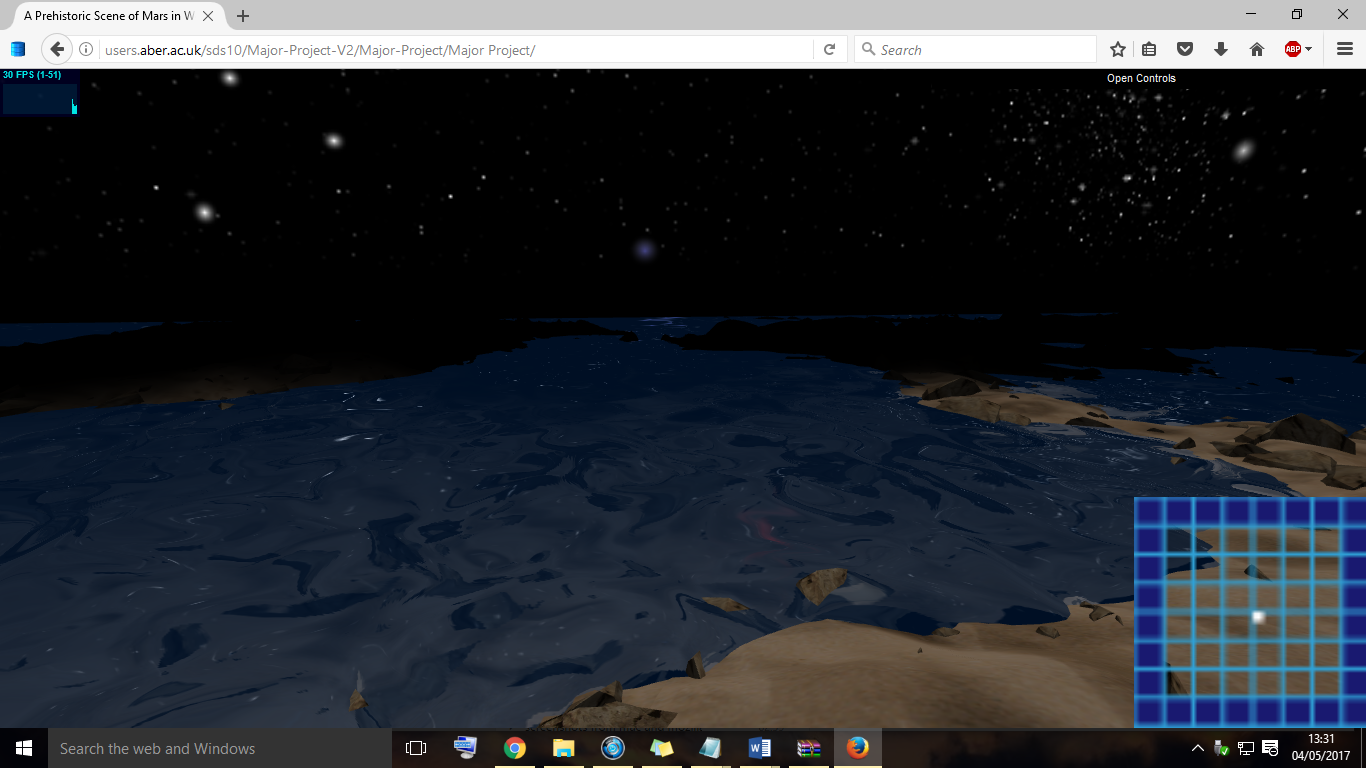 A Prehistoric Scene of Mars in W
users.aber.ac.uk/sds10/Major-Project-V2/Major-Project/Major Project/
Search
ABP
30 FPS (1-51)
Open Controls
Search the web and Windows
13:31
04/05/2017